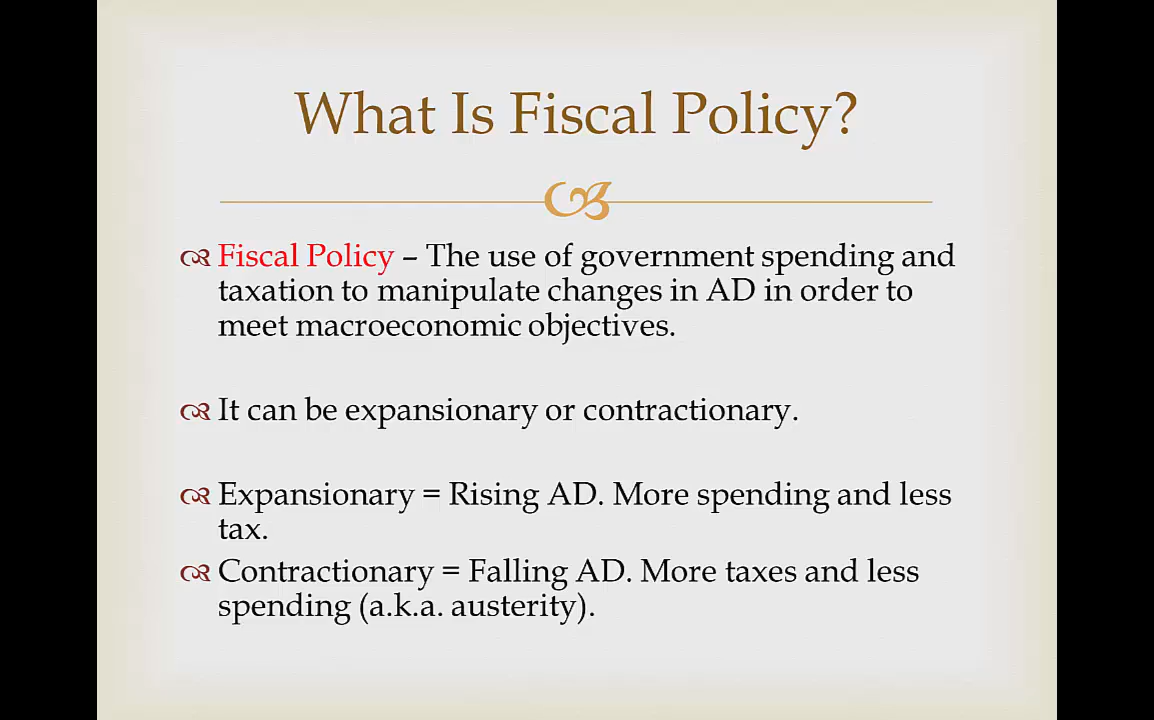 What Is Fiscal Policy?
Fiscal Policy – The use of government spending and
taxation to manipulate changes in AD in order to
meet macroeconomic objectives.
It can be expansionary or contractionary.
Expansionary = Rising AD. More spending and less
tax.
Contractionary = Falling AD. More taxes and less
spending (a.k.a. austerity).